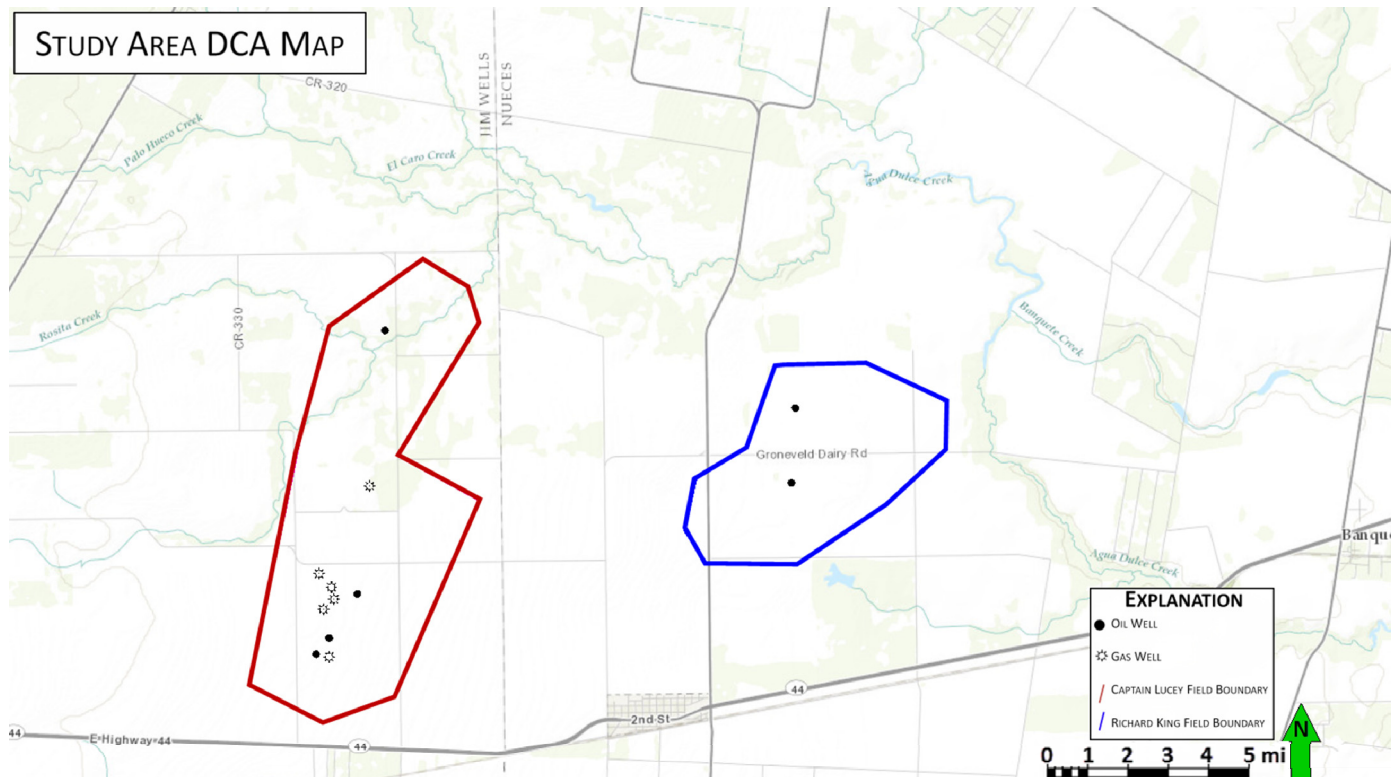 STUDY AREA DCA MAP
CR-320
JIM WELLS
NUECES
Palo Hueco Creek
El Caro Creek
Agua Dulce Creek
Rosita Creek
CR-330
Banquete Creek
Groneveld Dairy Rd
Agua Dulce Creek
Banque
EXPLANATION
OIL WELL
GAS WELL
CAPTAIN LUCEY FIELD BOUNDARY
RICHARD KING FIELD BOUNDARY
44
2nd St
44
E Highway 44
44
N
0 1 2 3 4 5 mi